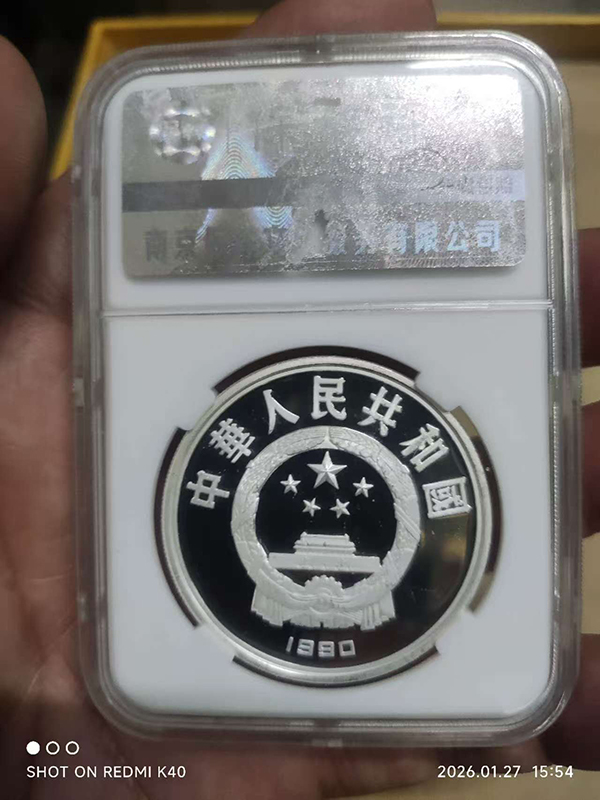 南京
有限公司
中華人民共和國
1990
SHOT ON REDMI K40
2026.01.27 15:54